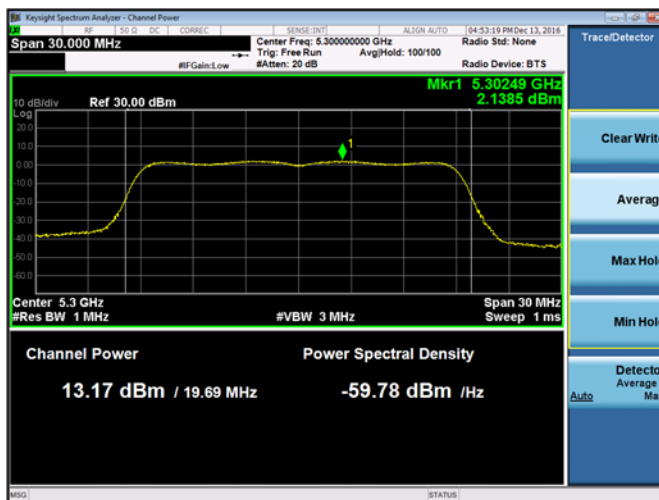 Keysight Spectrum Analyzer - Channel Power
RF 50 Ω DC CORREC SENSE:INT ALIGN AUTO 04:53:19 PM Dec 13, 2016
Span 30.000 MHz Center Freq: 5.300000000 GHz Radio Std: None
Trig: Free Run Avg|Hold: 100/100
#IFGain:Low #Atten: 20 dB Radio Device: BTS
Mkr1 5.30249 GHz
2.1385 dBm
10 dB/div Ref 30.00 dBm
Log
20.0
10.0
0.00
-10.0
-20.0
-30.0
-40.0
-50.0
-60.0
1
Center 5.3 GHz Span 30 MHz
#Res BW 1 MHz #VBW 3 MHz Sweep 1 ms
Channel Power Power Spectral Density
13.17 dBm / 19.69 MHz -59.78 dBm /Hz
MSG STATUS
Trace/Detector
Clear Write
Averag
Max Hol
Min Hol
Detecto
Average
Auto Ma